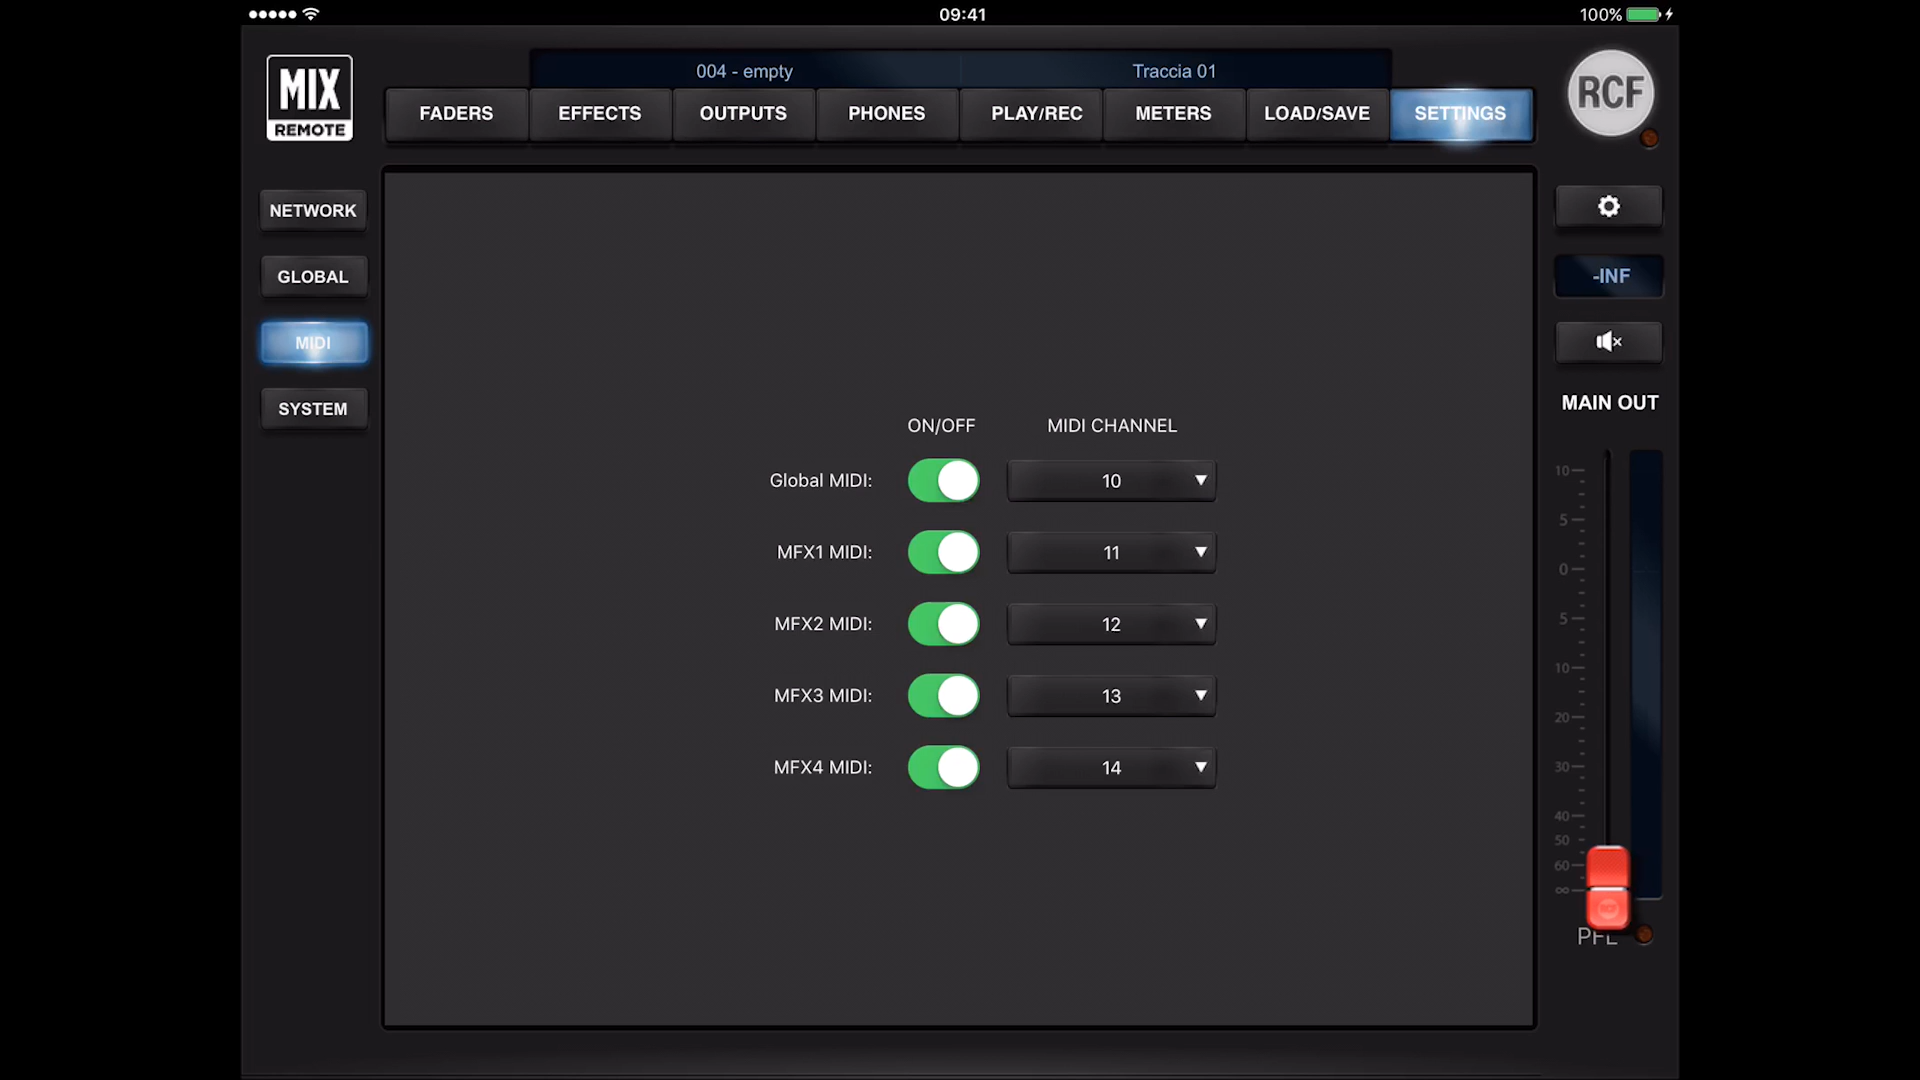 09:41
100%
MIX
REMOTE
004 - empty
Traccia 01
RCF
FADERS
EFFECTS
OUTPUTS
PHONES
PLAY/REC
METERS
LOAD/SAVE
SETTINGS
NETWORK
GLOBAL
MIDI
SYSTEM
ON/OFF
MIDI CHANNEL
Global MIDI:
10
MFX1 MIDI:
11
MFX2 MIDI:
12
MFX3 MIDI:
13
MFX4 MIDI:
14
-INF
MAIN OUT
10
5
0
5
10
20
30
40
50
60
∞
PFL